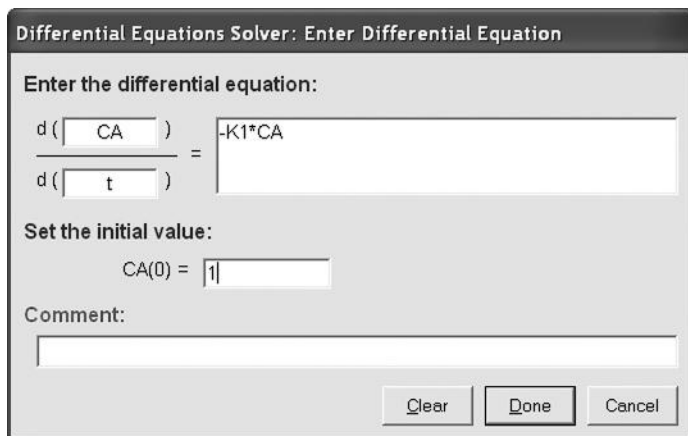 Differential Equations Solver: Enter Differential Equation
Enter the differential equation:
d ( CA )
d ( t )
=
-K1*CA
Set the initial value:
CA(0) = 1
Comment:
Clear Done Cancel